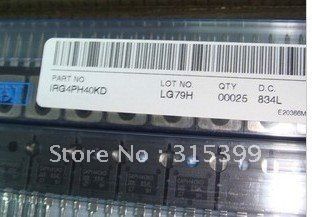 PART NO LOT NO. QTY D.C.
IRG4PH40KD LG79H 00025 834L
E20366M
Store No: 315399